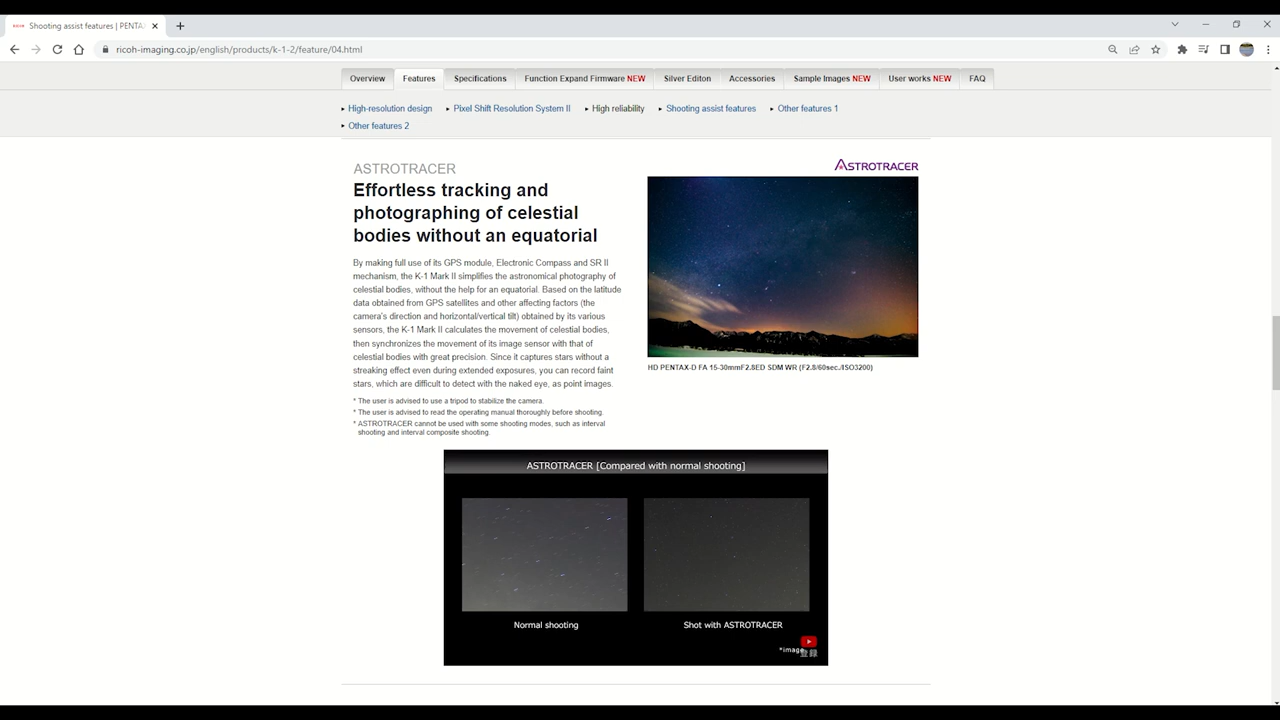 Shooting assist features | PENTA
ricoh-imaging.co.jp/english/products/k-1-2/feature/04.html
Overview
Features
Specifications
Function Expand Firmware NEW
Silver Editon
Accessories
Sample Images NEW
User works NEW
FAQ
High-resolution design
Pixel Shift Resolution System II
High reliability
Shooting assist features
Other features 1
Other features 2
ASTROTRACER
Effortless tracking and
photographing of celestial
bodies without an equatorial
By making full use of its GPS module, Electronic Compass and SR II
mechanism, the K-1 Mark II simplifies the astronomical photography of
celestial bodies, without the help for an equatorial. Based on the latitude
data obtained from GPS satellites and other affecting factors (the
camera's direction and horizontal/vertical tilt) obtained by its various
sensors, the K-1 Mark II calculates the movement of celestial bodies,
then synchronizes the movement of its image sensor with that of
celestial bodies with great precision. Since it captures stars without a
streaking effect even during extended exposures, you can record faint
stars, which are difficult to detect with the naked eye, as point images.
* The user is advised to use a tripod to stabilize the camera.
* The user is advised to read the operating manual thoroughly before shooting.
* ASTROTRACER cannot be used with some shooting modes, such as interval
shooting and interval composite shooting.
ASTROTRACER
HD PENTAX-D FA 15-30mmF2.8ED SDM WR (F2.8/60sec./ISO3200)
ASTROTRACER [Compared with normal shooting]
Normal shooting
Shot with ASTROTRACER
*image
登録